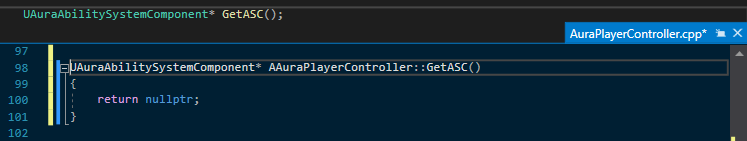 UAuraAbilitySystemComponent* GetASC();
AuraPlayerController.cpp*
97
98 UAuraAbilitySystemComponent* AAuraPlayerController::GetASC()
99 {
100 return nullptr;
101 }
102